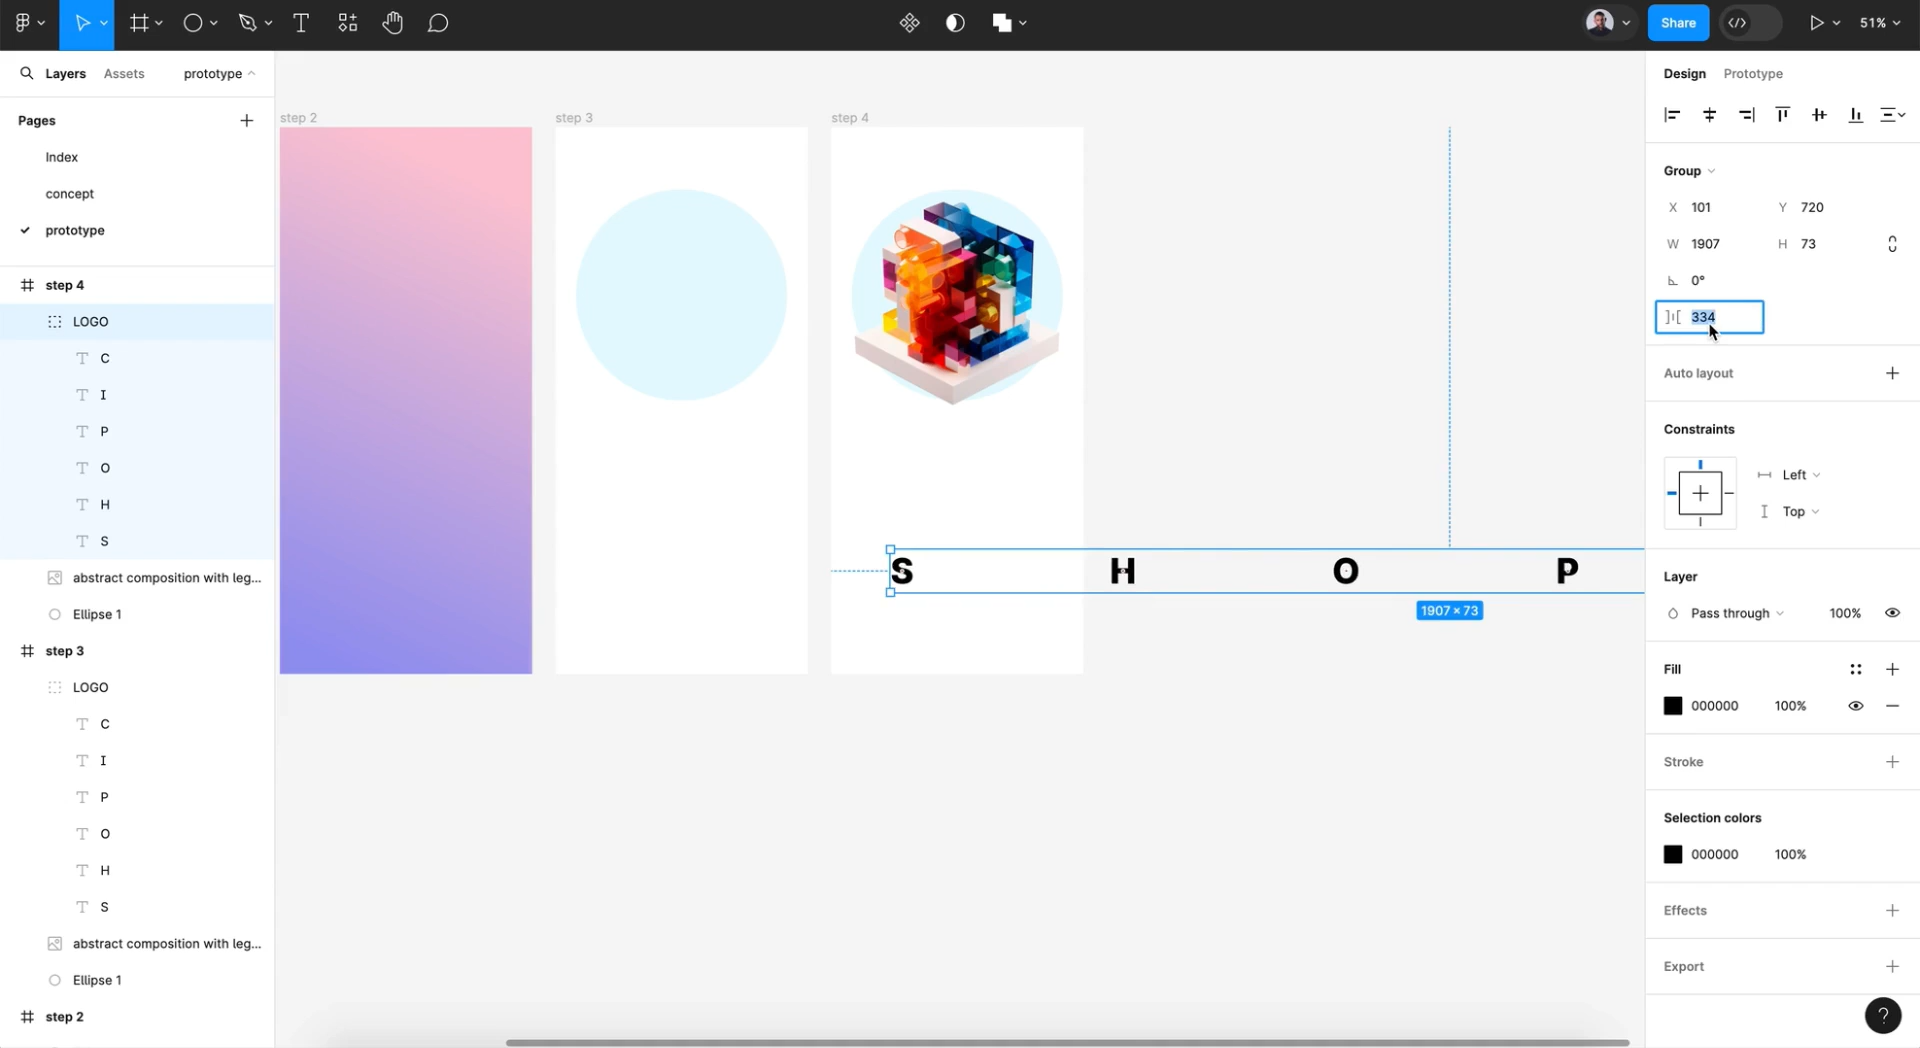 Share
51%
Layers
Assets
prototype
Pages
Index
concept
prototype
step 4
LOGO
C
I
P
O
H
S
abstract composition with leg...
Ellipse 1
step 3
LOGO
C
I
P
O
H
S
abstract composition with leg...
Ellipse 1
step 2
step 2
step 3
step 4
S H O P
1907 × 73
Design
Prototype
Group
X 101
Y 720
W 1907
H 73
0°
334
Auto layout
Constraints
Left
Top
Layer
Pass through
100%
Fill
000000
100%
Stroke
Selection colors
000000
100%
Effects
Export
?